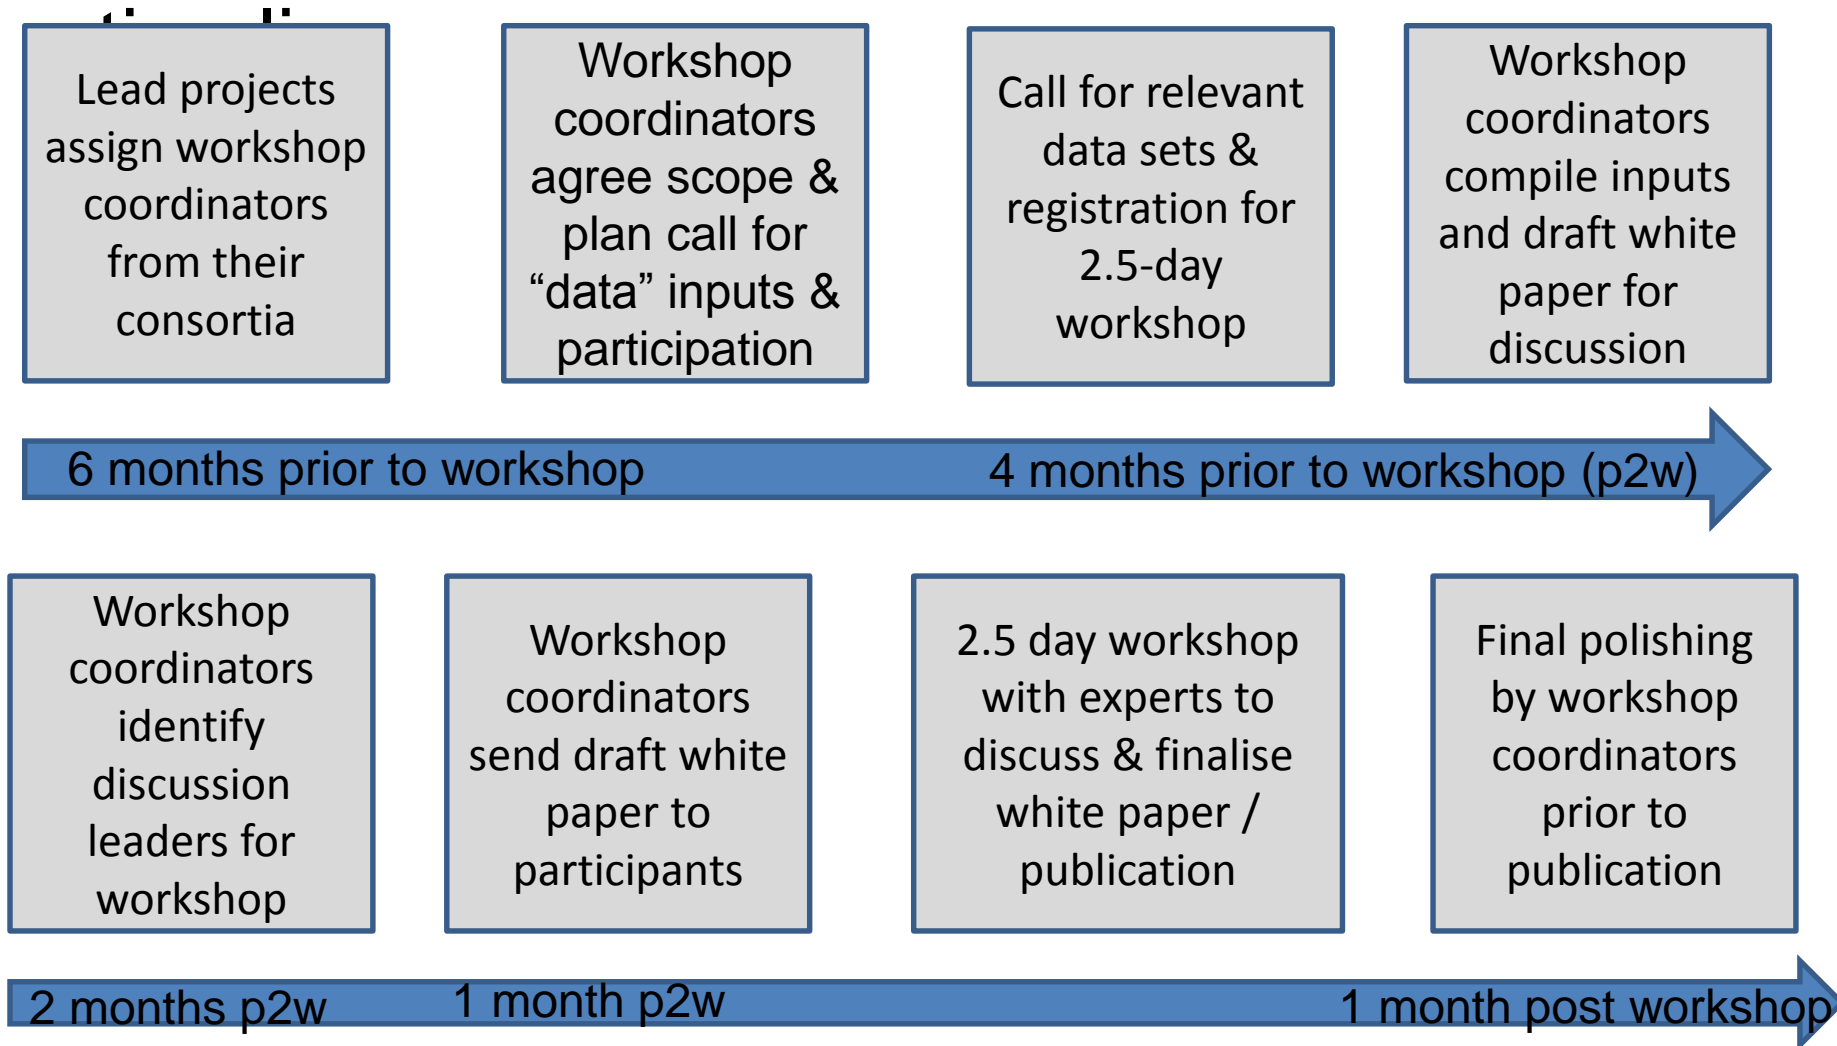 Lead projects
assign workshop
coordinators
from their
consortia
Workshop
coordinators
agree scope &
plan call for
“data” inputs &
participation
Call for relevant
data sets &
registration for
2.5-day
workshop
Workshop
coordinators
compile inputs
and draft white
paper for
discussion
6 months prior to workshop
4 months prior to workshop (p2w)
Workshop
coordinators
identify
discussion
leaders for
workshop
Workshop
coordinators
send draft white
paper to
participants
2.5 day workshop
with experts to
discuss & finalise
white paper /
publication
Final polishing
by workshop
coordinators
prior to
publication
2 months p2w
1 month p2w
1 month post workshop